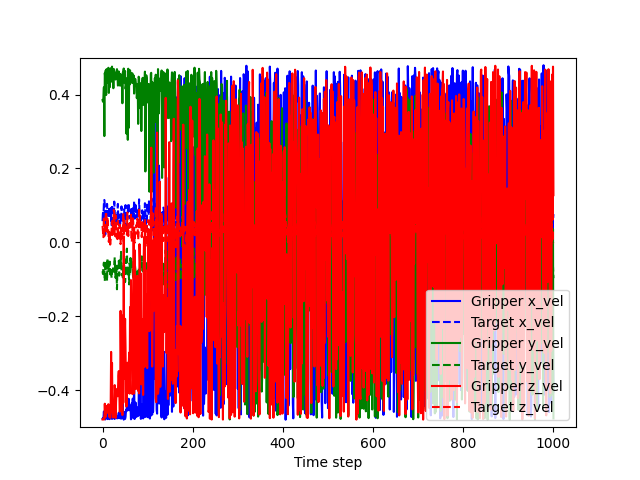 0.4
0.2
0.0
−0.2
−0.4
0
200
400
600
800
1000
Time step
Gripper x_vel
Target x_vel
Gripper y_vel
Target y_vel
Gripper z_vel
Target z_vel